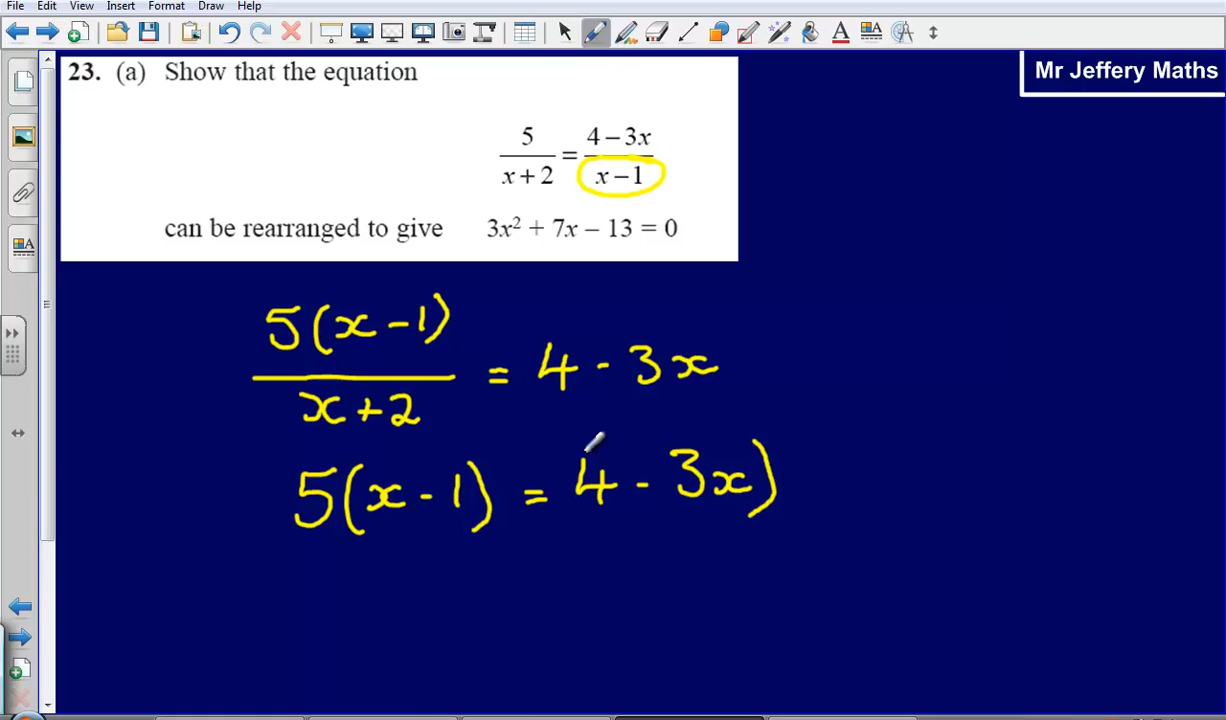 File Edit View Insert Format Draw Help
Mr Jeffery Maths
23. (a) Show that the equation
5/(x + 2) = (4 – 3x)/(x – 1)
can be rearranged to give 3x² + 7x – 13 = 0
5(x - 1)/(x + 2) = 4 - 3x
5(x - 1) = 4 - 3x)